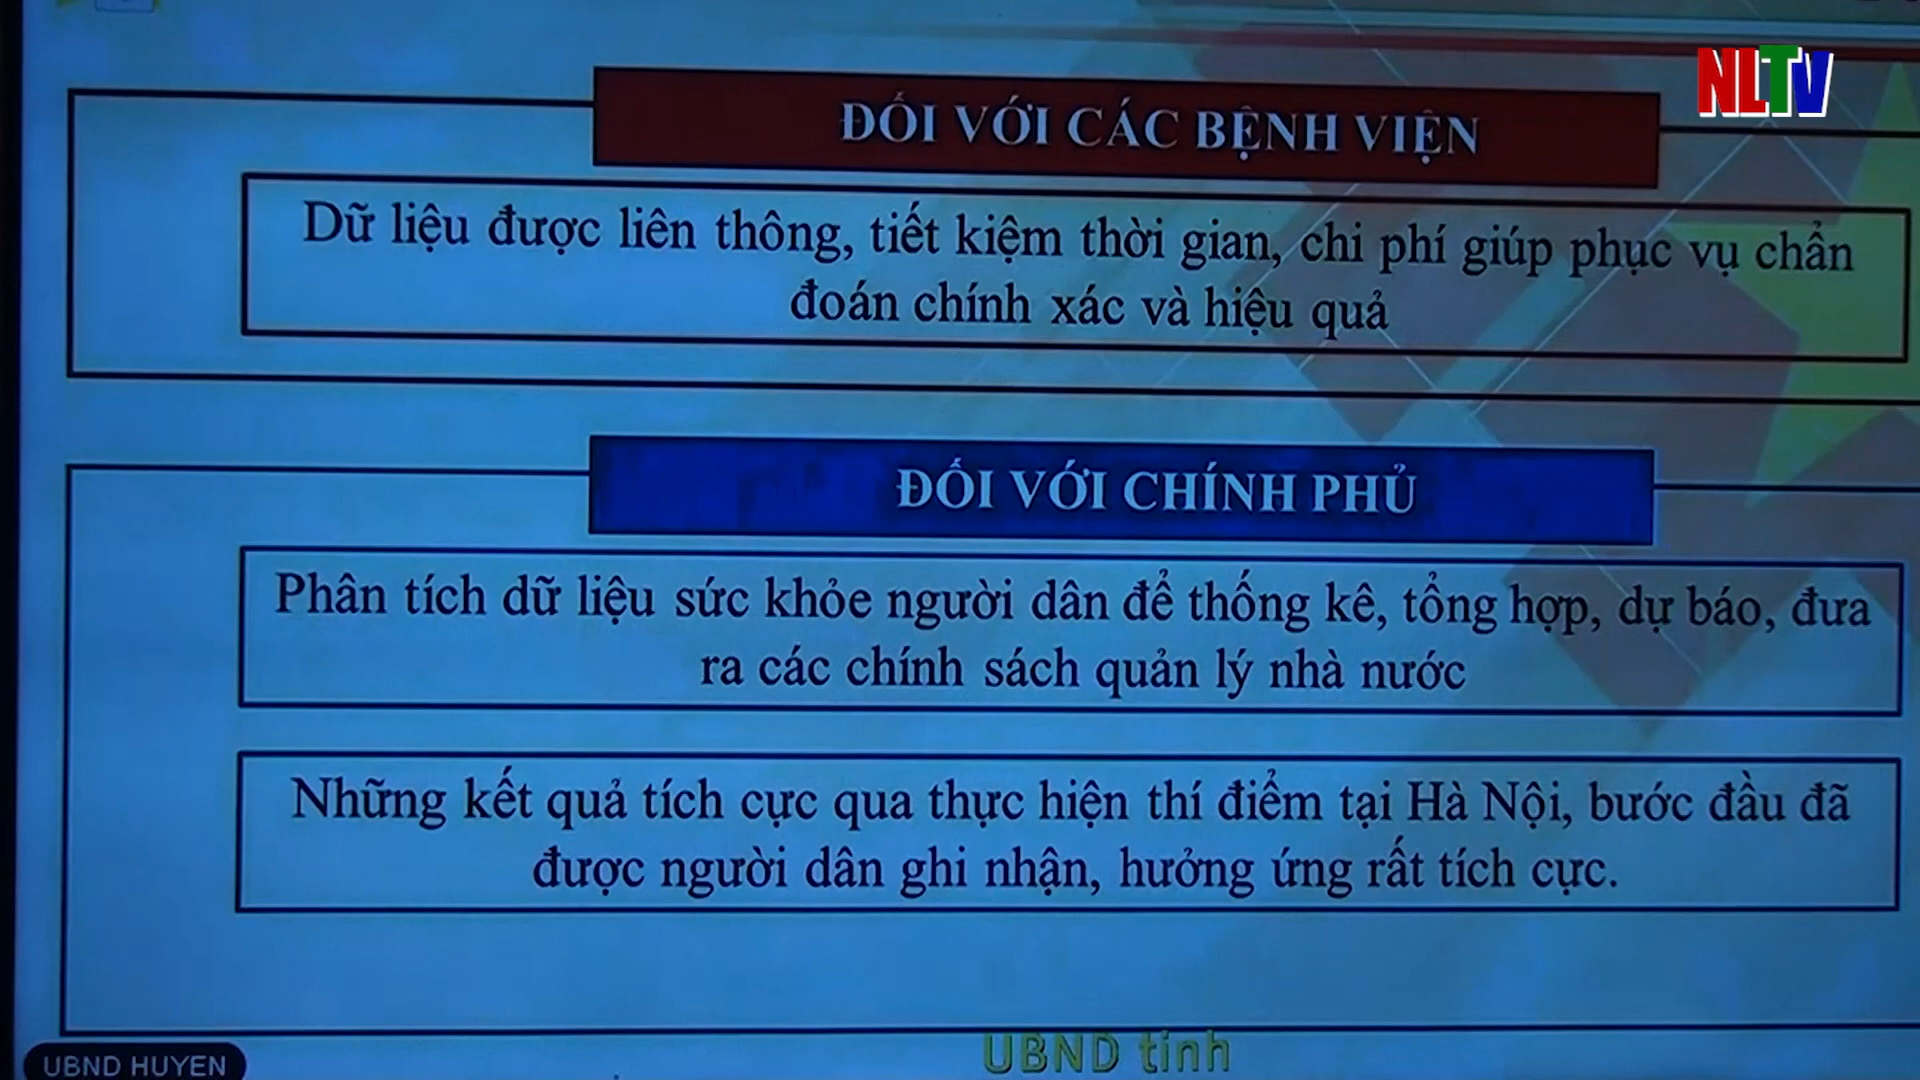 NLTV
ĐỐI VỚI CÁC BỆNH VIỆN
Dữ liệu được liên thông, tiết kiệm thời gian, chi phí giúp phục vụ chẩn
đoán chính xác và hiệu quả
ĐỐI VỚI CHÍNH PHỦ
Phân tích dữ liệu sức khỏe người dân để thống kê, tổng hợp, dự báo, đưa
ra các chính sách quản lý nhà nước
Những kết quả tích cực qua thực hiện thí điểm tại Hà Nội, bước đầu đã
được người dân ghi nhận, hưởng ứng rất tích cực.
UBND tỉnh
UBND HUYEN